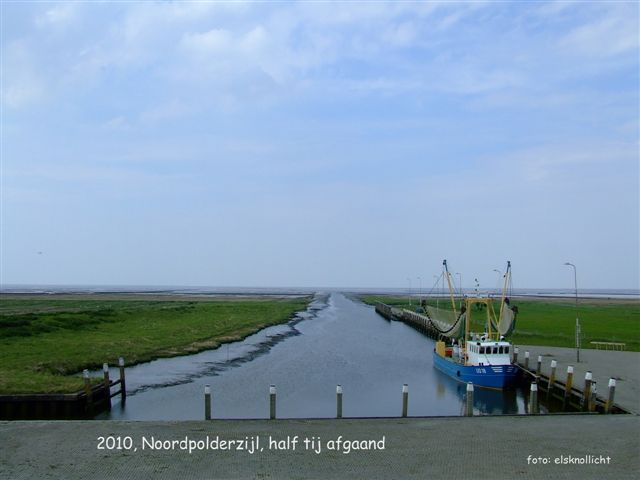 2010, Noordpolderzijl, half tij afgaand
foto: elsknollicht